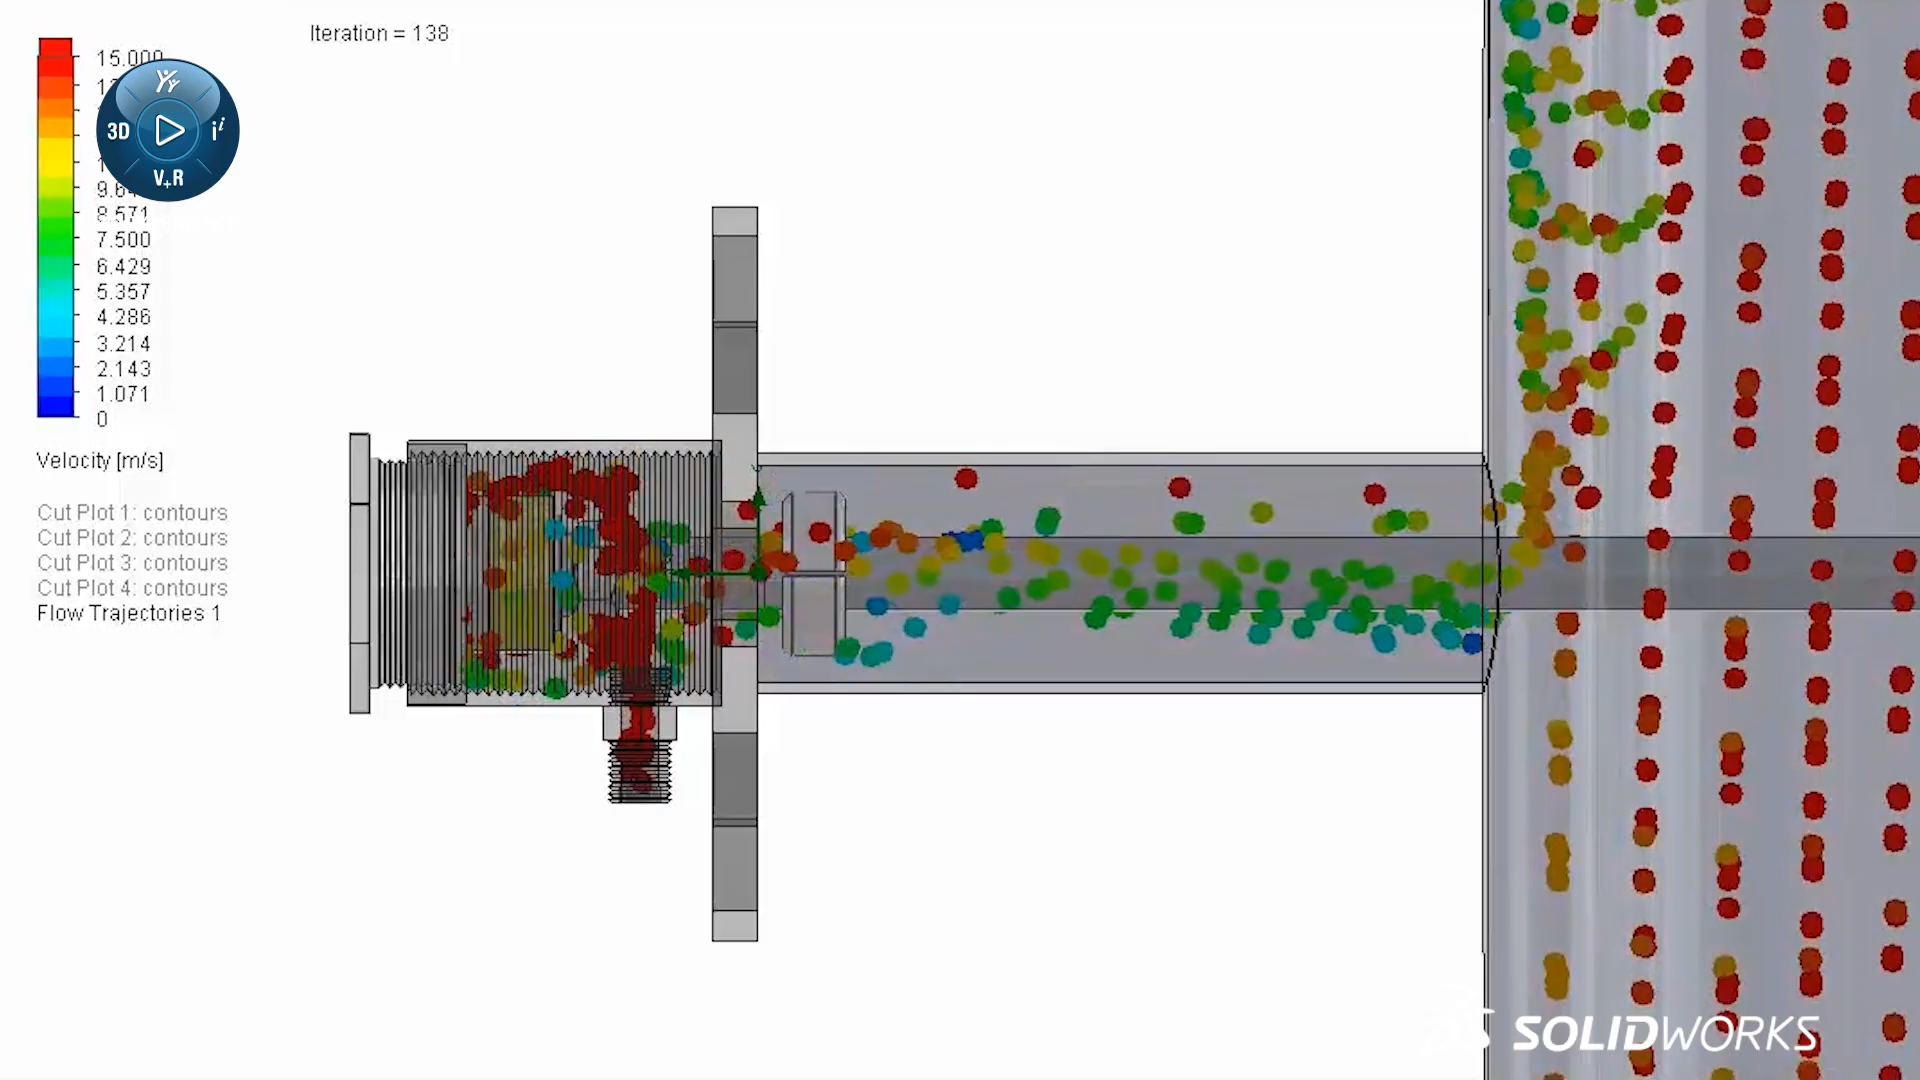 Iteration = 138
15.000
3D
V+R
8.571
7.500
6.429
5.357
4.286
3.214
2.143
1.071
0
Velocity [m/s]
Cut Plot 1: contours
Cut Plot 2: contours
Cut Plot 3: contours
Cut Plot 4: contours
Flow Trajectories 1
SOLIDWORKS